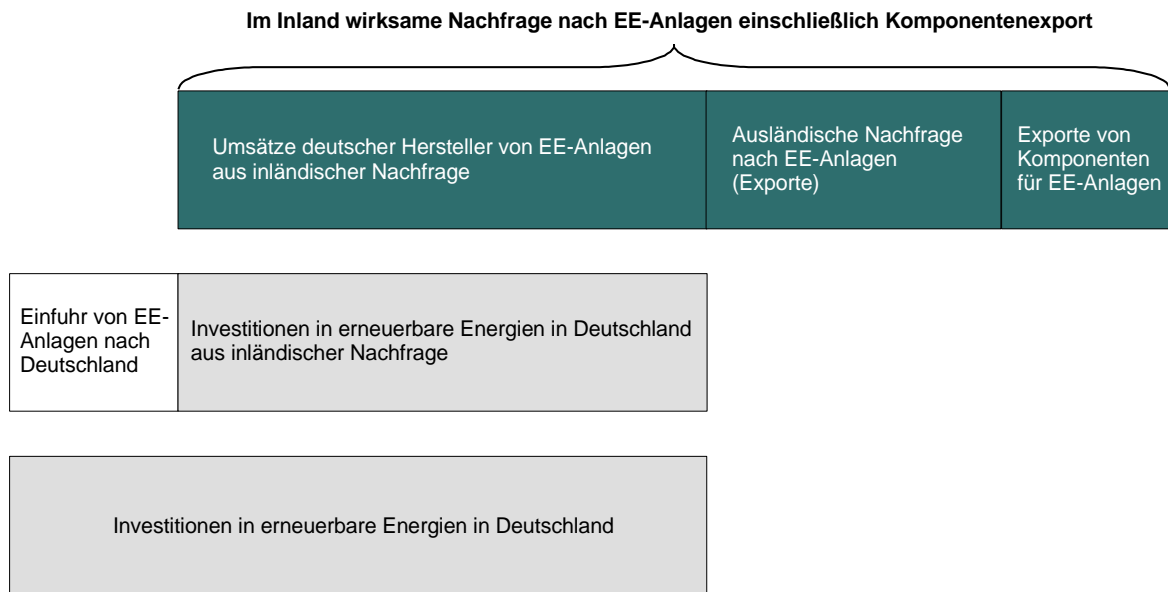 Im Inland wirksame Nachfrage nach EE-Anlagen einschließlich Komponentenexport
Umsätze deutscher Hersteller von EE-Anlagen
aus inländischer Nachfrage
Ausländische Nachfrage
nach EE-Anlagen
(Exporte)
Exporte von
Komponenten
für EE-Anlagen
Einfuhr von EE-
Anlagen nach
Deutschland
Investitionen in erneuerbare Energien in Deutschland
aus inländischer Nachfrage
Investitionen in erneuerbare Energien in Deutschland